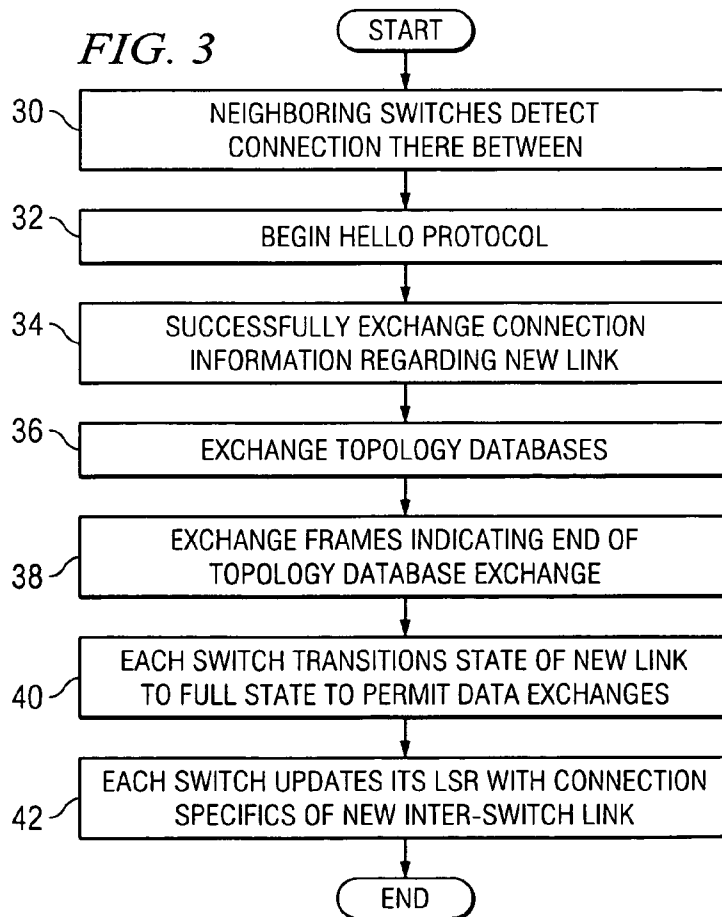 FIG. 3
START
30
NEIGHBORING SWITCHES DETECT
CONNECTION THERE BETWEEN
32
BEGIN HELLO PROTOCOL
34
SUCCESSFULLY EXCHANGE CONNECTION
INFORMATION REGARDING NEW LINK
36
EXCHANGE TOPOLOGY DATABASES
38
EXCHANGE FRAMES INDICATING END OF
TOPOLOGY DATABASE EXCHANGE
40
EACH SWITCH TRANSITIONS STATE OF NEW LINK
TO FULL STATE TO PERMIT DATA EXCHANGES
42
EACH SWITCH UPDATES ITS LSR WITH CONNECTION
SPECIFICS OF NEW INTER-SWITCH LINK
END